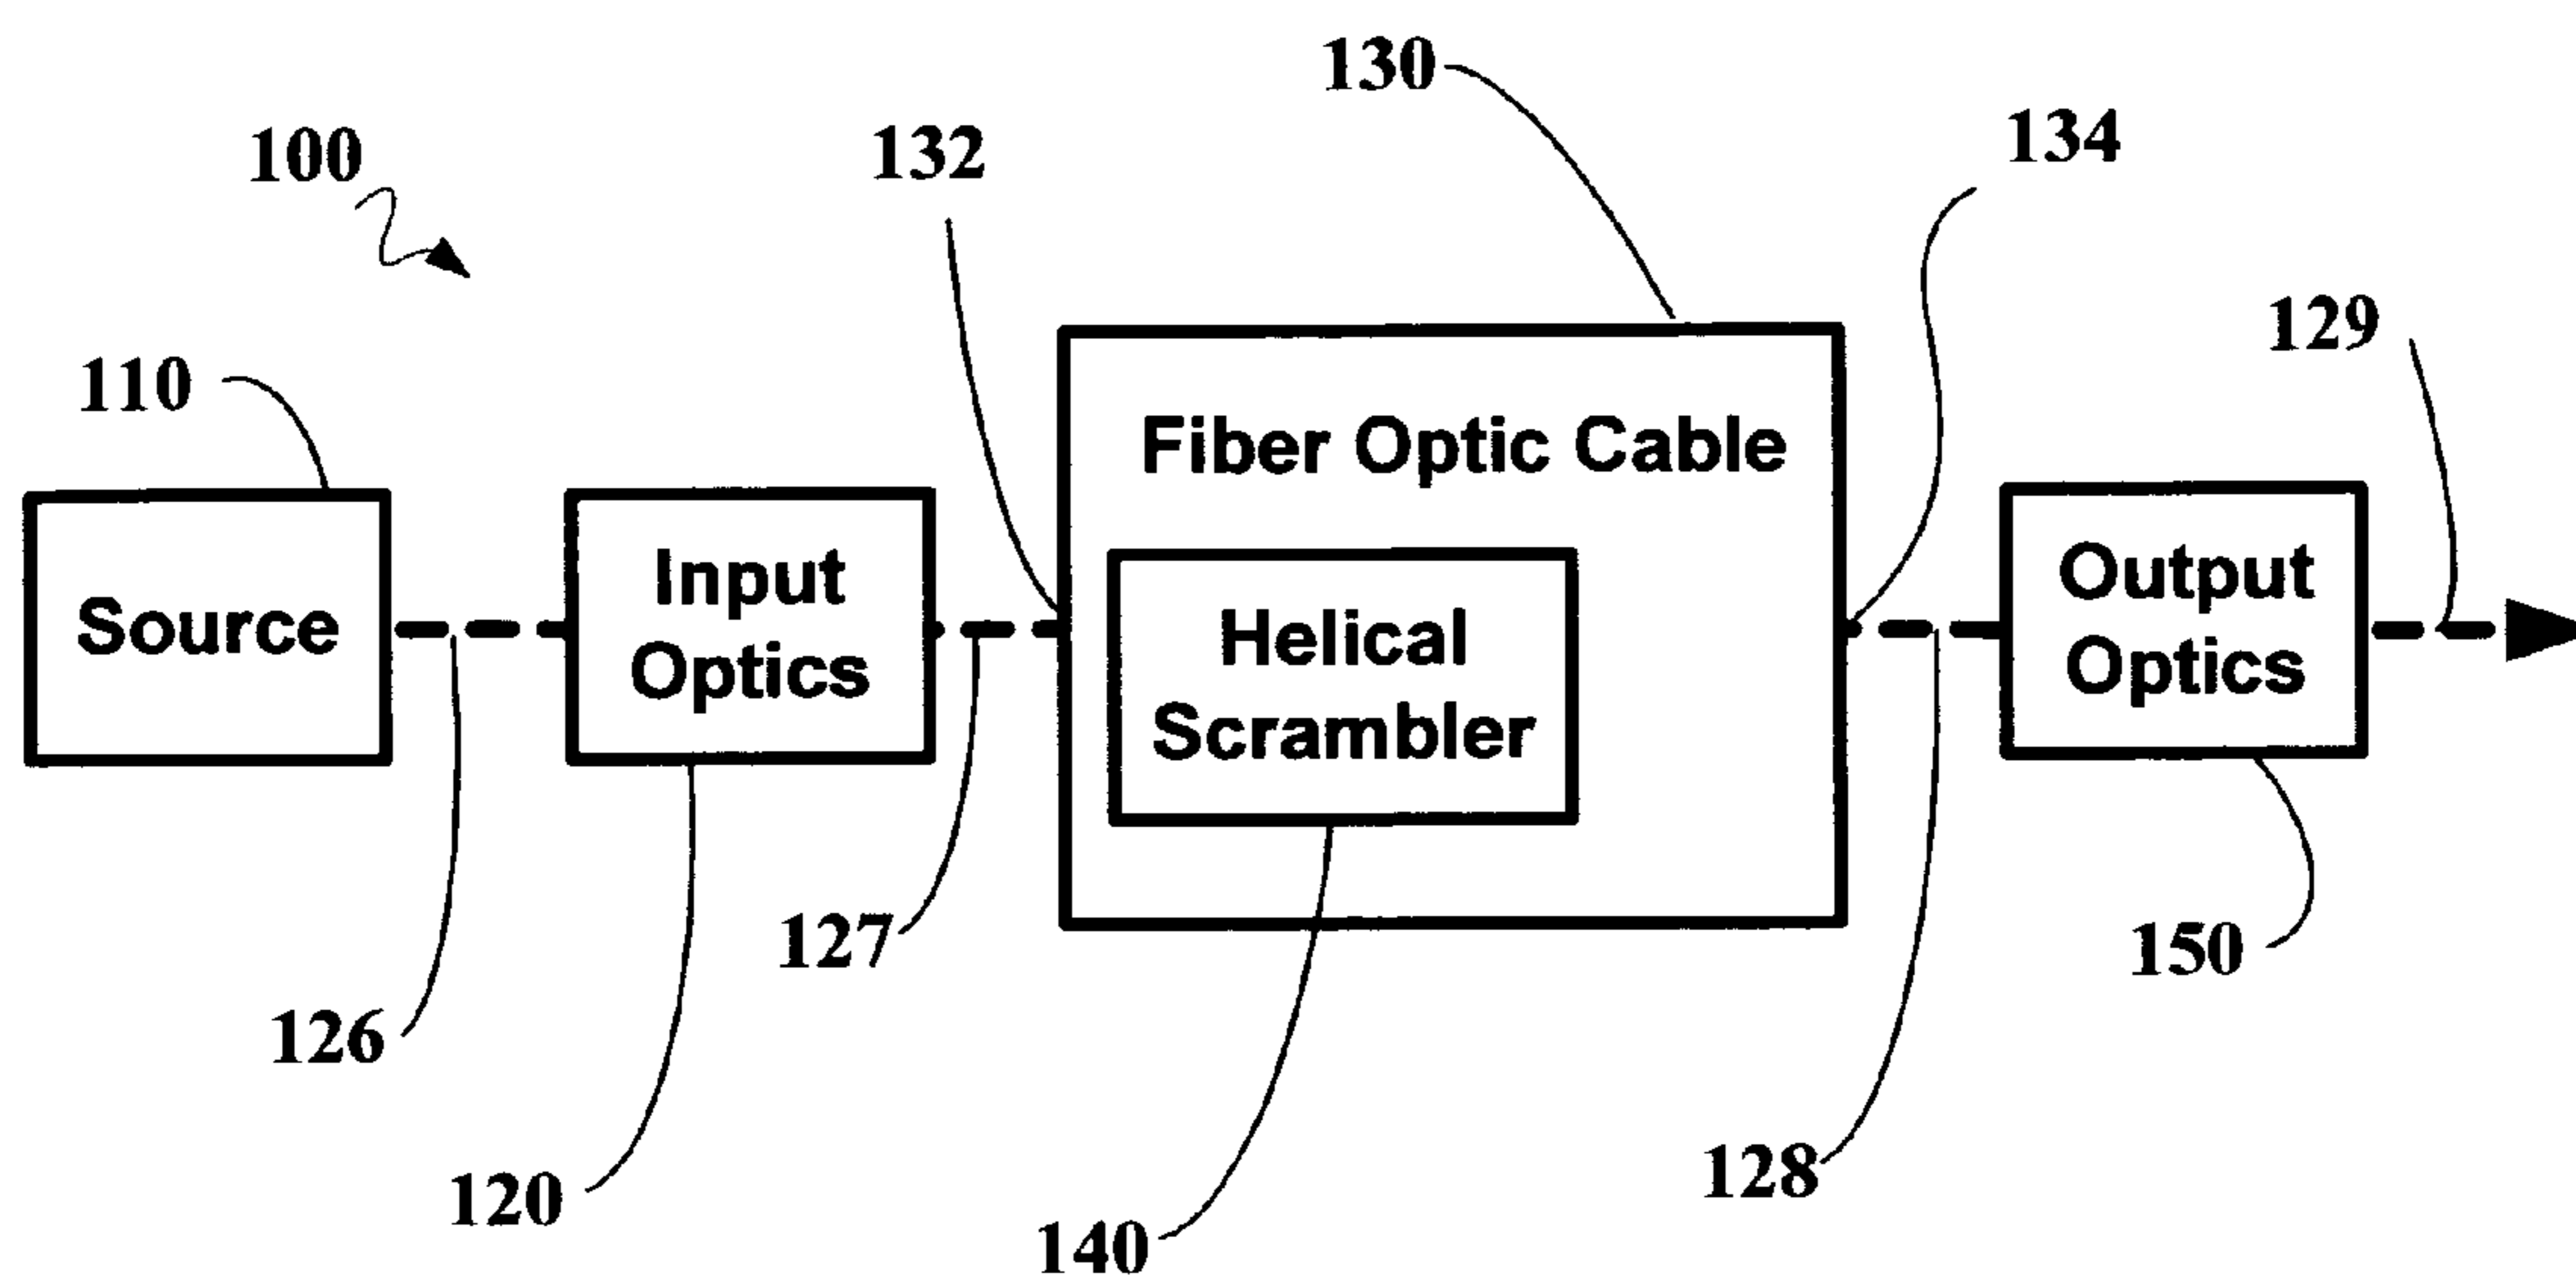 130
132
134
100
129
110
Fiber Optic Cable
Source
Input
Optics
Helical
Scrambler
Output
Optics
127
150
126
128
120
140